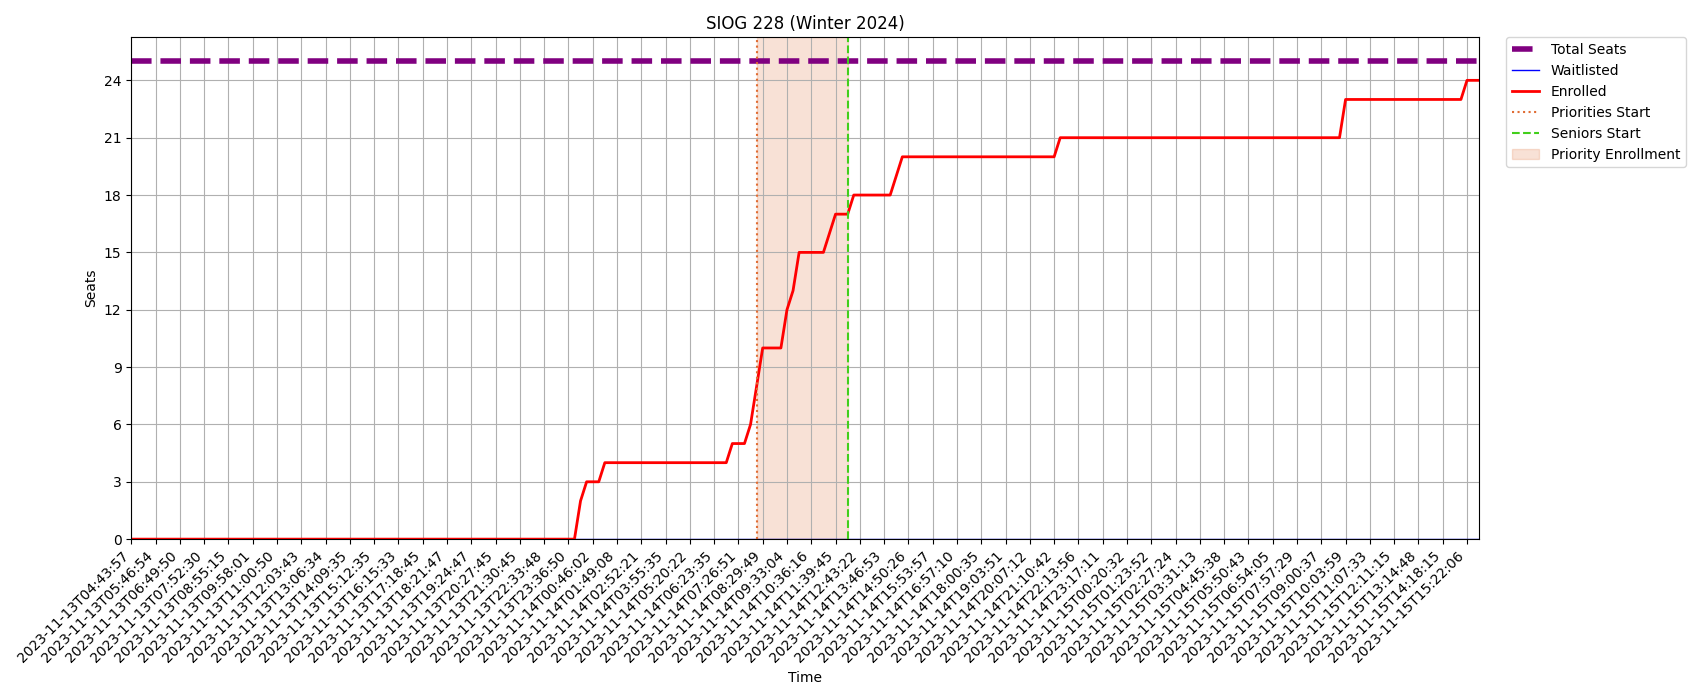 SIOG 228 (Winter 2024)
Total Seats
Waitlisted
Enrolled
Priorities Start
Seniors Start
Priority Enrollment
Seats
24
21
18
15
12
9
6
3
0
2023-11-13T04:43:57
2023-11-13T05:46:54
2023-11-13T06:49:50
2023-11-13T07:52:30
2023-11-13T08:55:15
2023-11-13T09:58:01
2023-11-13T11:00:50
2023-11-13T12:03:43
2023-11-13T13:06:34
2023-11-13T14:09:35
2023-11-13T15:12:35
2023-11-13T16:15:33
2023-11-13T17:18:45
2023-11-13T18:21:47
2023-11-13T19:24:47
2023-11-13T20:27:45
2023-11-13T21:30:45
2023-11-13T22:33:48
2023-11-13T23:36:50
2023-11-14T00:46:02
2023-11-14T01:49:08
2023-11-14T02:52:21
2023-11-14T03:55:35
2023-11-14T05:20:22
2023-11-14T06:23:35
2023-11-14T07:26:51
2023-11-14T08:29:49
2023-11-14T09:33:04
2023-11-14T10:36:16
2023-11-14T11:39:45
2023-11-14T12:43:22
2023-11-14T13:46:53
2023-11-14T14:50:26
2023-11-14T15:53:57
2023-11-14T16:57:10
2023-11-14T18:00:35
2023-11-14T19:03:51
2023-11-14T20:07:12
2023-11-14T21:10:42
2023-11-14T22:13:56
2023-11-14T23:17:11
2023-11-15T00:20:32
2023-11-15T01:23:52
2023-11-15T02:27:24
2023-11-15T03:31:13
2023-11-15T04:45:38
2023-11-15T05:50:43
2023-11-15T06:54:05
2023-11-15T07:57:29
2023-11-15T09:00:37
2023-11-15T10:03:59
2023-11-15T11:07:33
2023-11-15T12:11:15
2023-11-15T13:14:48
2023-11-15T14:18:15
2023-11-15T15:22:06
Time